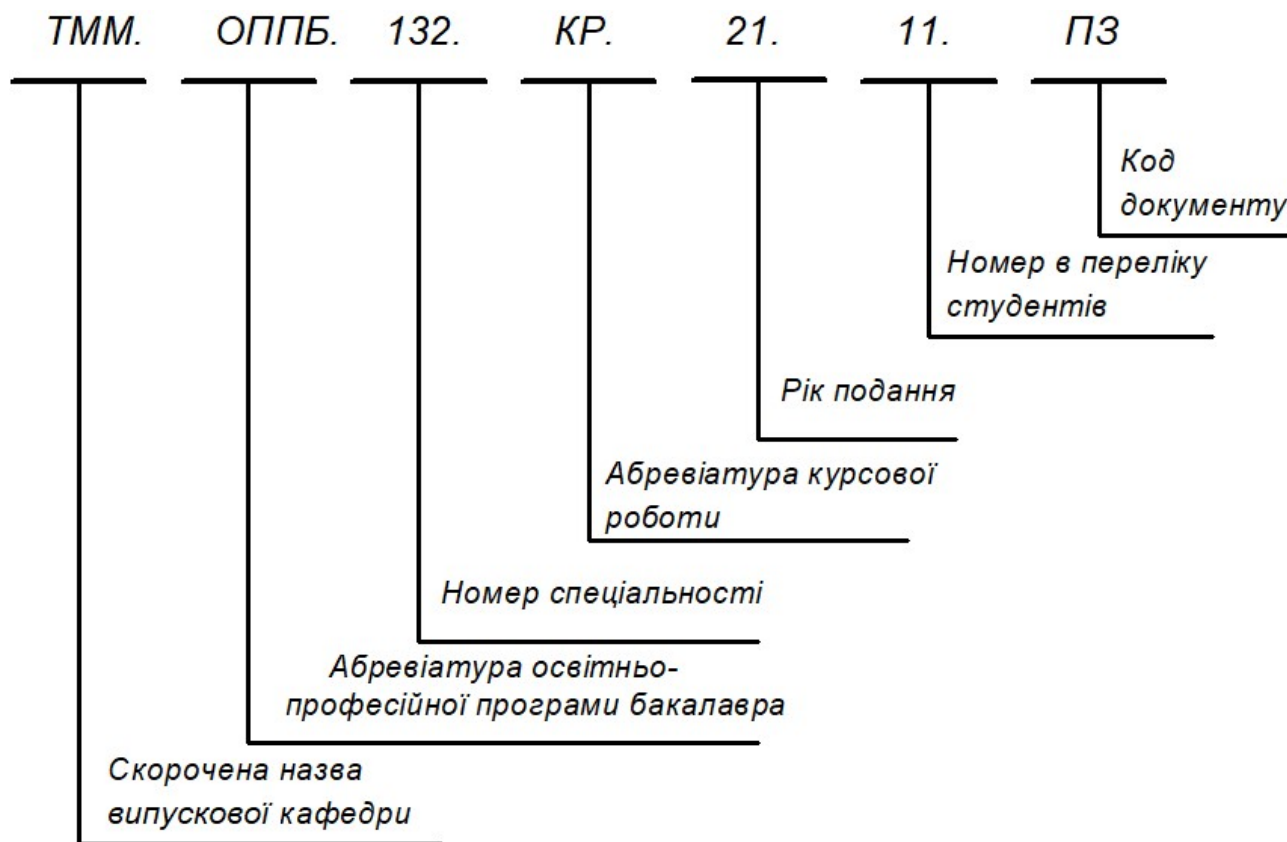 ТММ. ОППБ. 132. КР. 21. 11. ПЗ
Код
документу
Номер в переліку
студентів
Рік подання
Абревіатура курсової
роботи
Номер спеціальності
Абревіатура освітньо-
професійної програми бакалавра
Скорочена назва
випускової кафедри